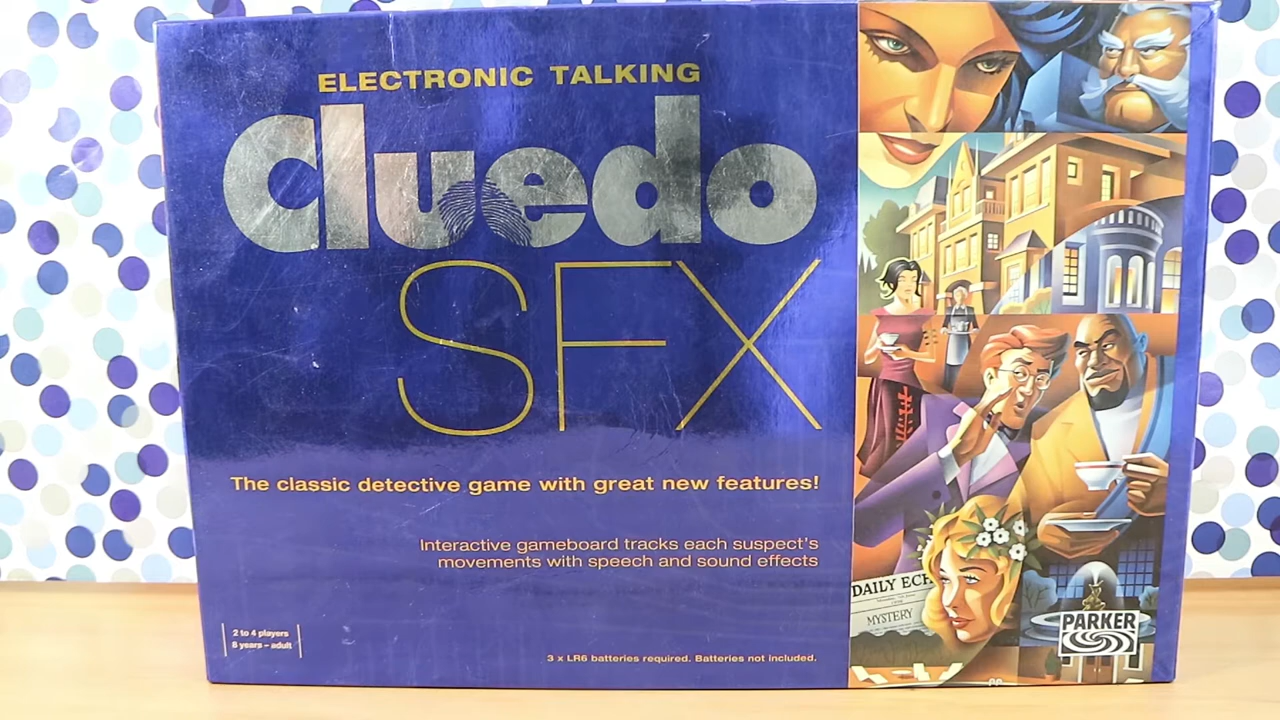 ELECTRONIC TALKING
Cluedo
SFX
The classic detective game with great new features!
Interactive gameboard tracks each suspect's
movements with speech and sound effects
2 to 4 players
8 years – adult
3 x LR6 batteries required. Batteries not included.
DAILY ECH
MYSTERY
PARKER